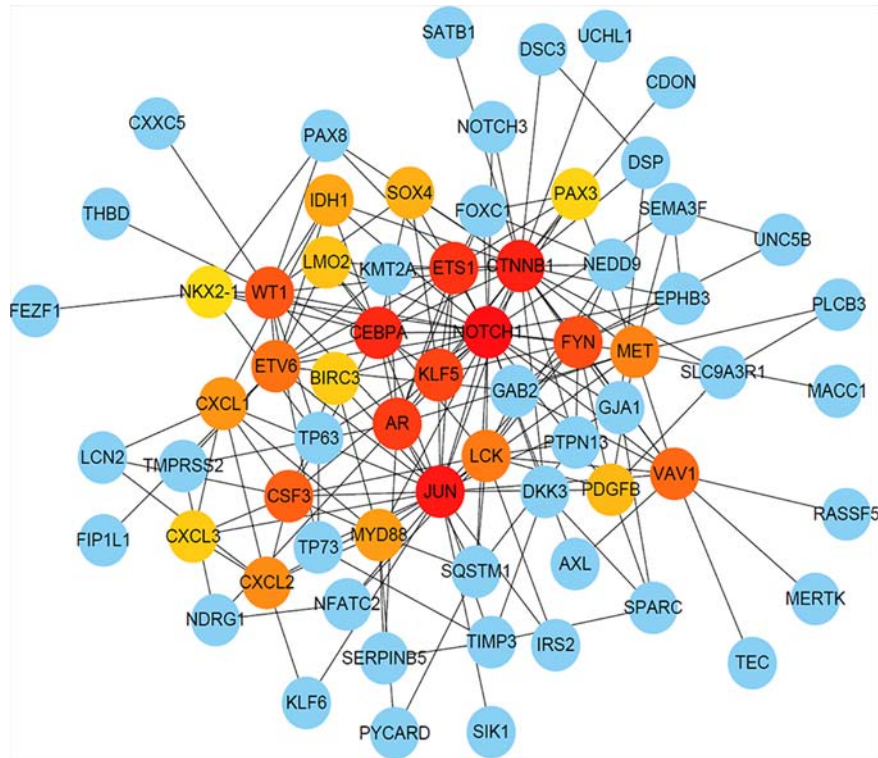 SATB1
UCHL1
DSC3
CDON
CXXC5
PAX8
NOTCH3
DSP
IDH1
SOX4
PAX3
THBD
FOXC1
SEMA3F
UNC5B
LMO2
KMT2A
ETS1
CTNNB1
NEDD9
NKX2-1
WT1
EPHB3
PLCB3
FEZF1
CEBPA
NOTCH1
FYN
MET
ETV6
BIRC3
KLF5
SLC9A3R1
MACC1
CXCL1
GAB2
GJA1
AR
TP63
PTPN13
LCN2
TMPRSS2
LCK
VAV1
CSF3
JUN
DKK3
PDGFB
RASSF5
FIP1L1
CXCL3
TP73
MYD88
AXL
CXCL2
SQSTM1
MERTK
NDRG1
NFATC2
SPARC
SERPINB5
TIMP3
IRS2
TEC
KLF6
PYCARD
SIK1